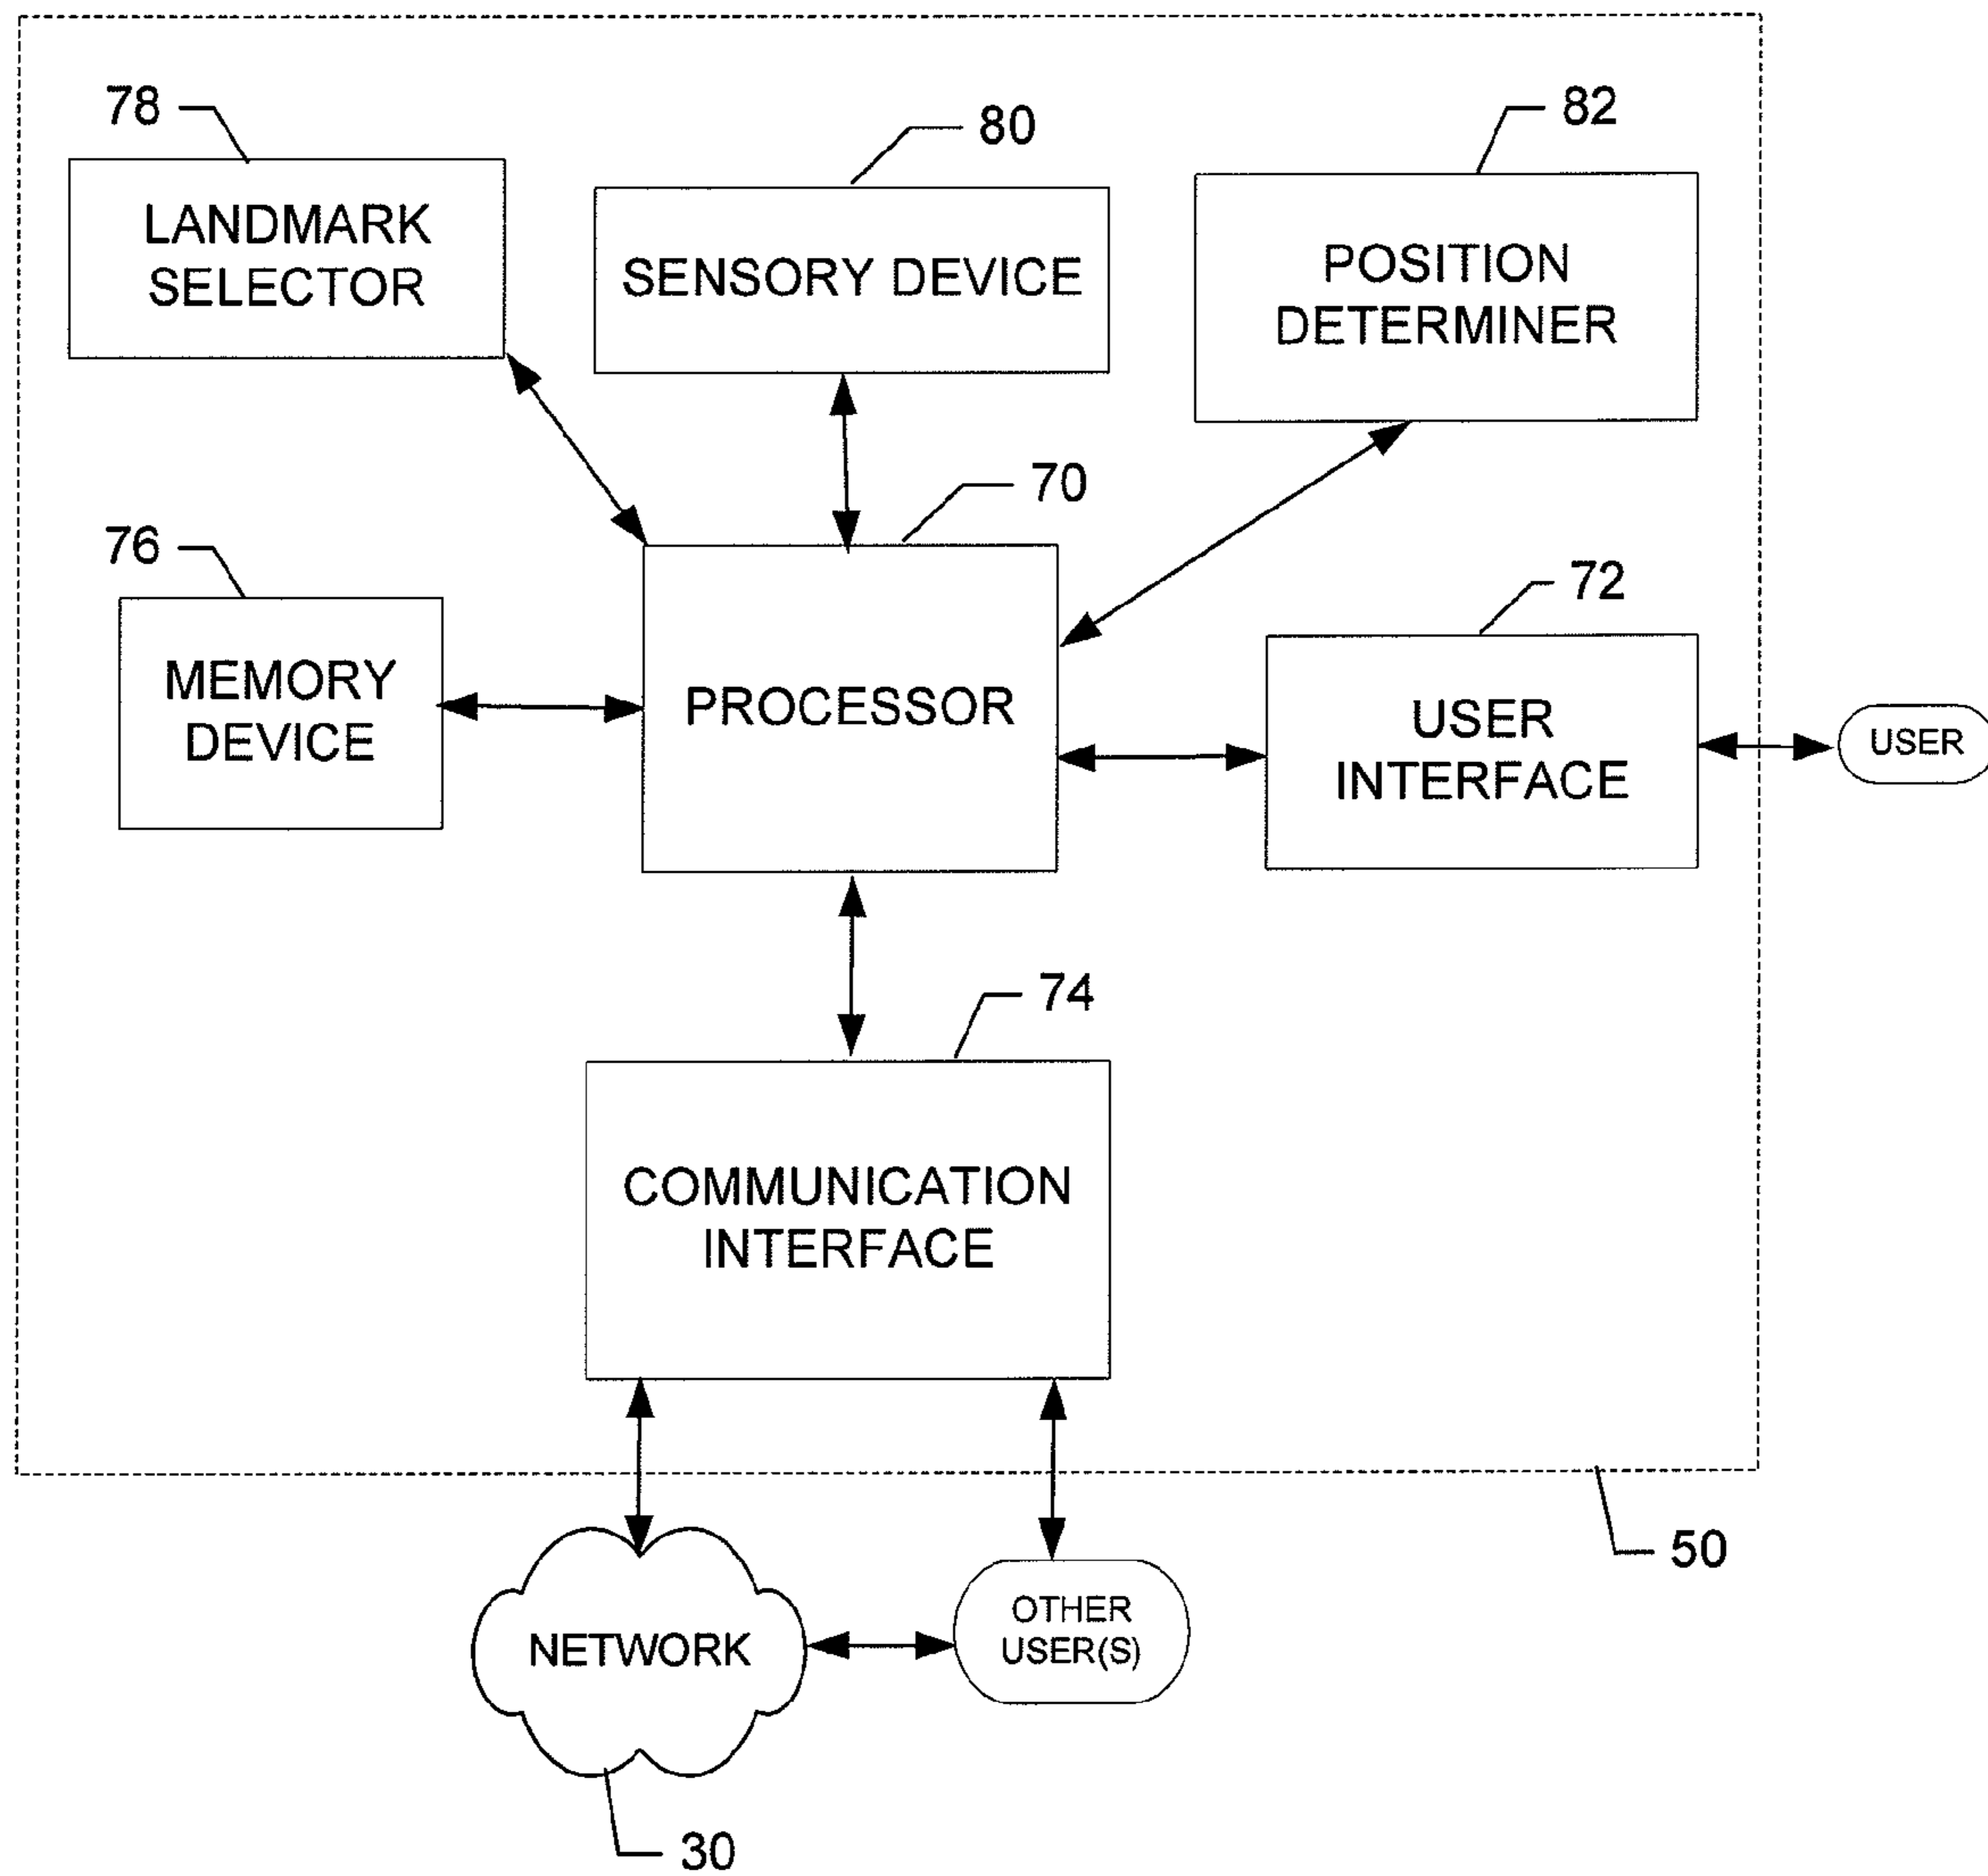 78
80
82
LANDMARK
SELECTOR
SENSORY DEVICE
POSITION
DETERMINER
70
76
72
MEMORY
DEVICE
PROCESSOR
USER
INTERFACE
USER
74
COMMUNICATION
INTERFACE
50
NETWORK
OTHER
USER(S)
30